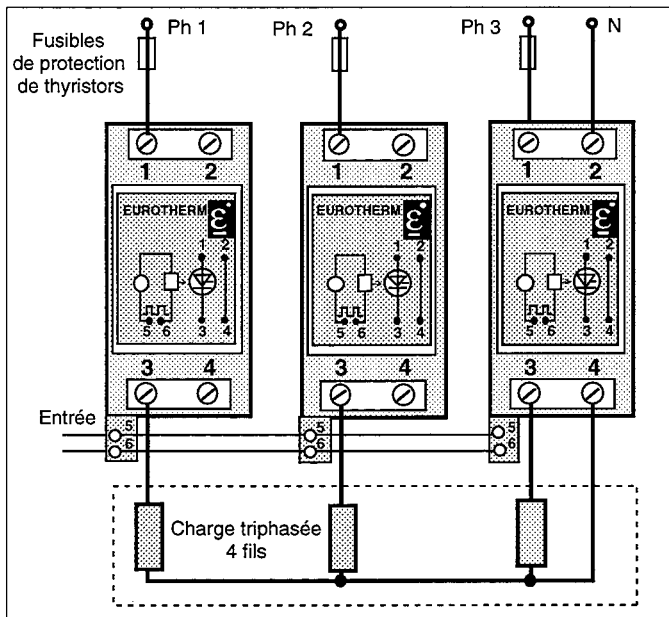 Fusibles
de protection
de thyristors
Ph 1
Ph 2
Ph 3
N
1 2
1 2
1 2
EUROTHERM ε
1 2
5 6 3 4
EUROTHERM ε
1 2
5 6 3 4
EUROTHERM ε
1 2
5 6 3 4
3 4
3 4
3 4
Entrée
5
6
5
6
5
6
Charge triphasée
4 fils